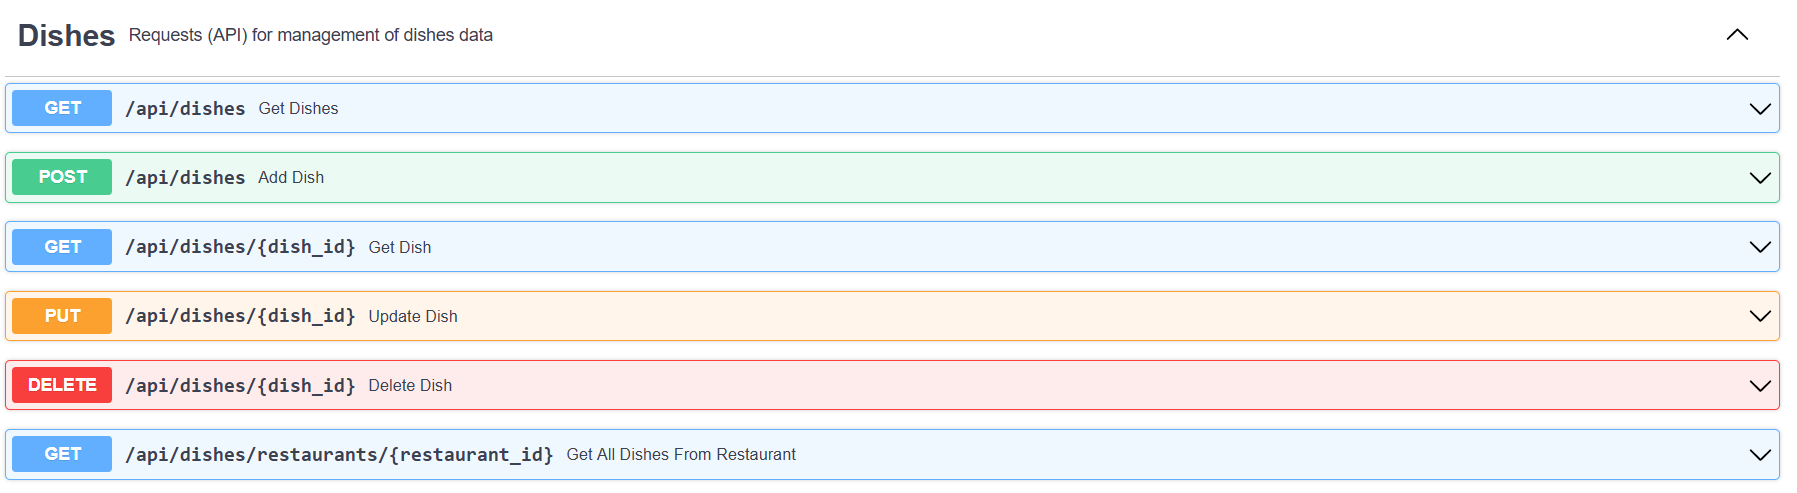 Dishes Requests (API) for management of dishes data
GET /api/dishes Get Dishes
POST /api/dishes Add Dish
GET /api/dishes/{dish_id} Get Dish
PUT /api/dishes/{dish_id} Update Dish
DELETE /api/dishes/{dish_id} Delete Dish
GET /api/dishes/restaurants/{restaurant_id} Get All Dishes From Restaurant